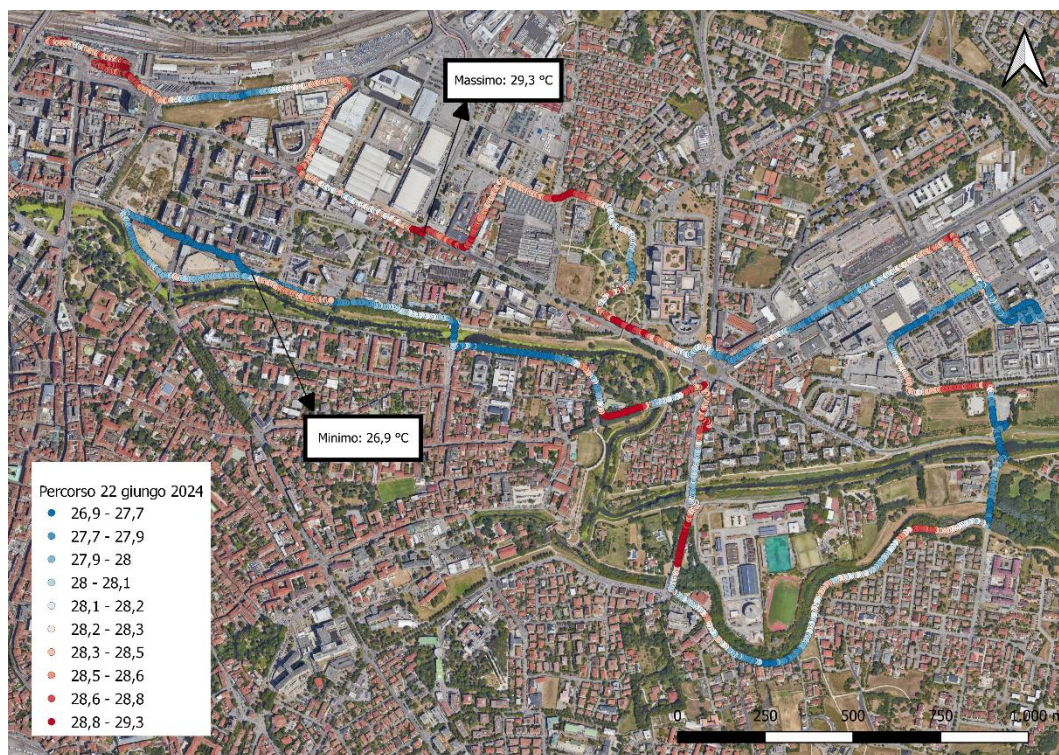 Massimo: 29,3 °C
Minimo: 26,9 °C
Percorso 22 giungo 2024
26,9 - 27,7
27,7 - 27,9
27,9 - 28
28 - 28,1
28,1 - 28,2
28,2 - 28,3
28,3 - 28,5
28,5 - 28,6
28,6 - 28,8
28,8 - 29,3
0 250 500 750 1.000 m